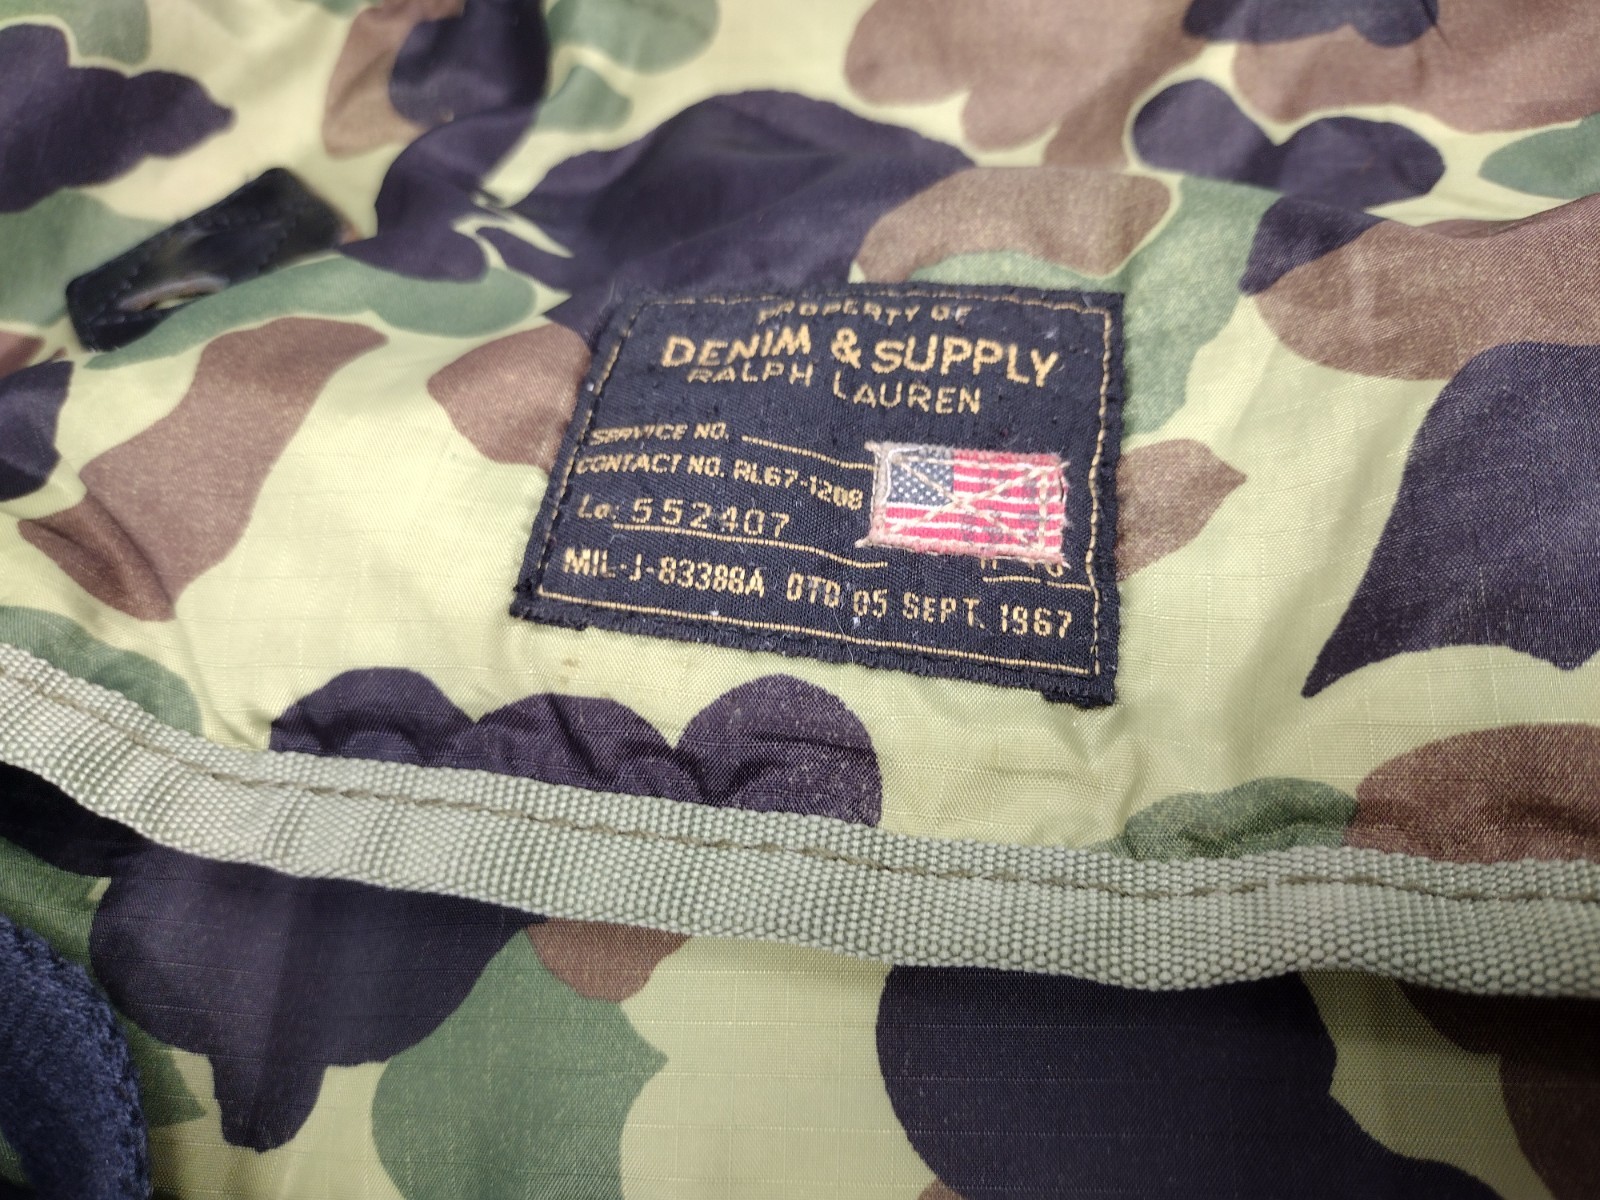 PROPERTY OF
DENIM & SUPPLY
RALPH LAUREN
SERVICE NO.
CONTACT NO. RL67-1208
Lo. 552407
MIL-J-83388A DTD 05 SEPT. 1967